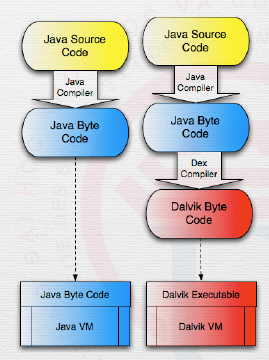 Java Source
Code
Java
Compiler
Java Byte
Code
Java Byte Code
Java VM
Java Source
Code
Java
Compiler
Java Byte
Code
Dex
Compiler
Dalvik Byte
Code
Dalvik Executable
Dalvik VM